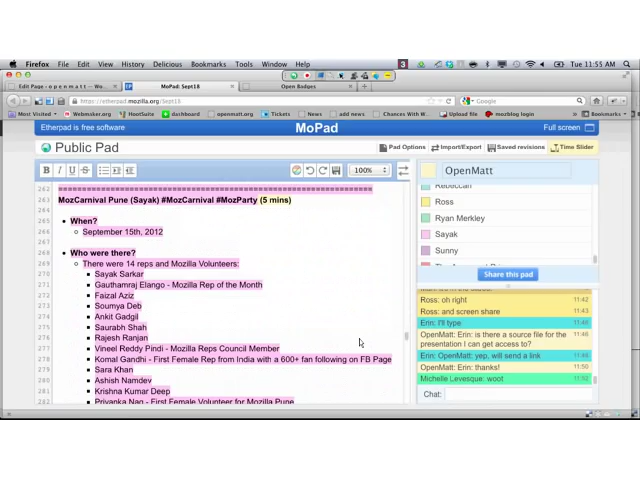 Firefox File Edit View History Delicious Bookmarks Tools Window Help
3
Tue 11:55 AM
MoPad: Sept18
Edit Page ‹ o p e n m a t t — Wo...
MoPad: Sept18
Open Badges
https://etherpad.mozilla.org/Sept18
Google
Most Visited
Webmaker.org
HootSuite
dashboard
openmatt.org
Tickets
News
add news
Upload file
mozblog login
Bookmarks
Etherpad is free software
MoPad
Full screen
Public Pad
Pad Options
Import/Export
Saved revisions
Time Slider
B I U S
100%
262 ================================================================
263 MozCarnival Pune (Sayak) #MozCarnival #MozParty (5 mins)
264
265 When?
266 September 15th, 2012
267
268 Who were there?
269 There were 14 reps and Mozilla Volunteers:
270 Sayak Sarkar
271 Gauthamraj Elango - Mozilla Rep of the Month
272 Faizal Aziz
273 Soumya Deb
274 Ankit Gadgil
275 Saurabh Shah
276 Rajesh Ranjan
277 Vineel Reddy Pindi - Mozilla Reps Council Member
278 Komal Gandhi - First Female Rep from India with a 600+ fan following on FB Page
279 Sara Khan
280 Ashish Namdev
281 Krishna Kumar Deep
282 Priyanka Nag - First Female Volunteer for Mozilla Pune
OpenMatt
Rebeccah
Ross
Ryan Merkley
Sayak
Sunny
Share this pad
Ross: oh right 11:42
Ross: and screen share 11:42
Erin: I'll type 11:42
OpenMatt: Erin: is there a source file for the 11:46
presentation I can get access to?
Erin: OpenMatt: yep, will send a link 11:46
OpenMatt: Erin: thanks! 11:50
Michelle Levesque: woot
Chat: